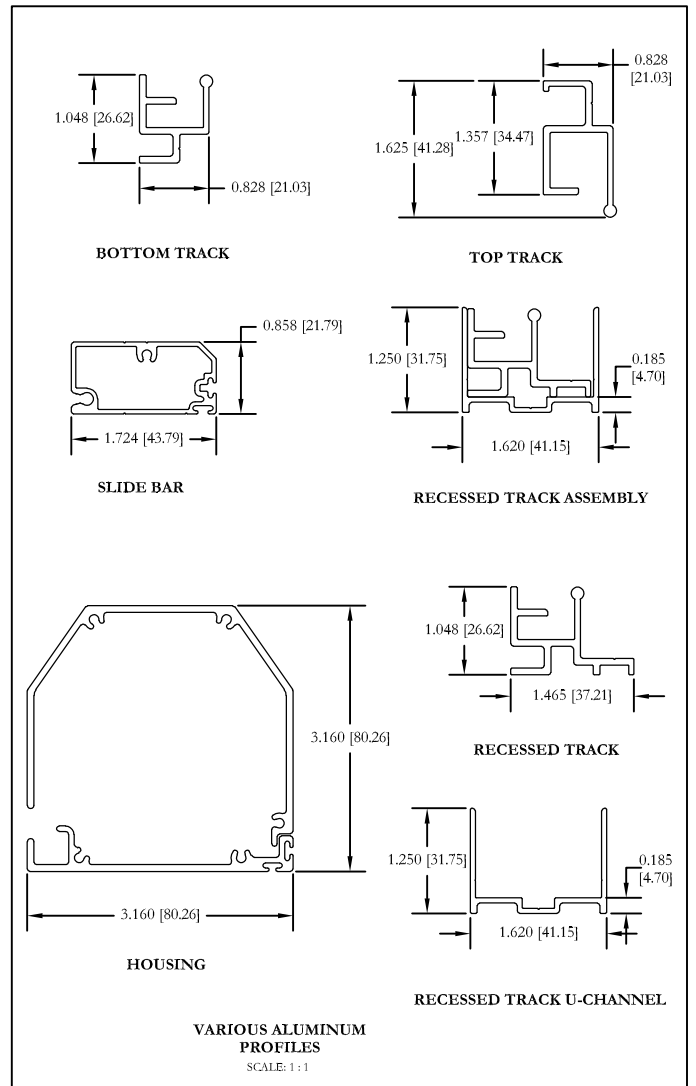 1.048 [26.62]
0.828 [21.03]
BOTTOM TRACK
0.828
[21.03]
1.357 [34.47]
1.625 [41.28]
TOP TRACK
0.858 [21.79]
1.724 [43.79]
SLIDE BAR
1.250 [31.75]
0.185
[4.70]
1.620 [41.15]
RECESSED TRACK ASSEMBLY
3.160 [80.26]
3.160 [80.26]
HOUSING
1.048 [26.62]
1.465 [37.21]
RECESSED TRACK
1.250 [31.75]
0.185
[4.70]
1.620 [41.15]
RECESSED TRACK U-CHANNEL
VARIOUS ALUMINUM
PROFILES
SCALE: 1 : 1